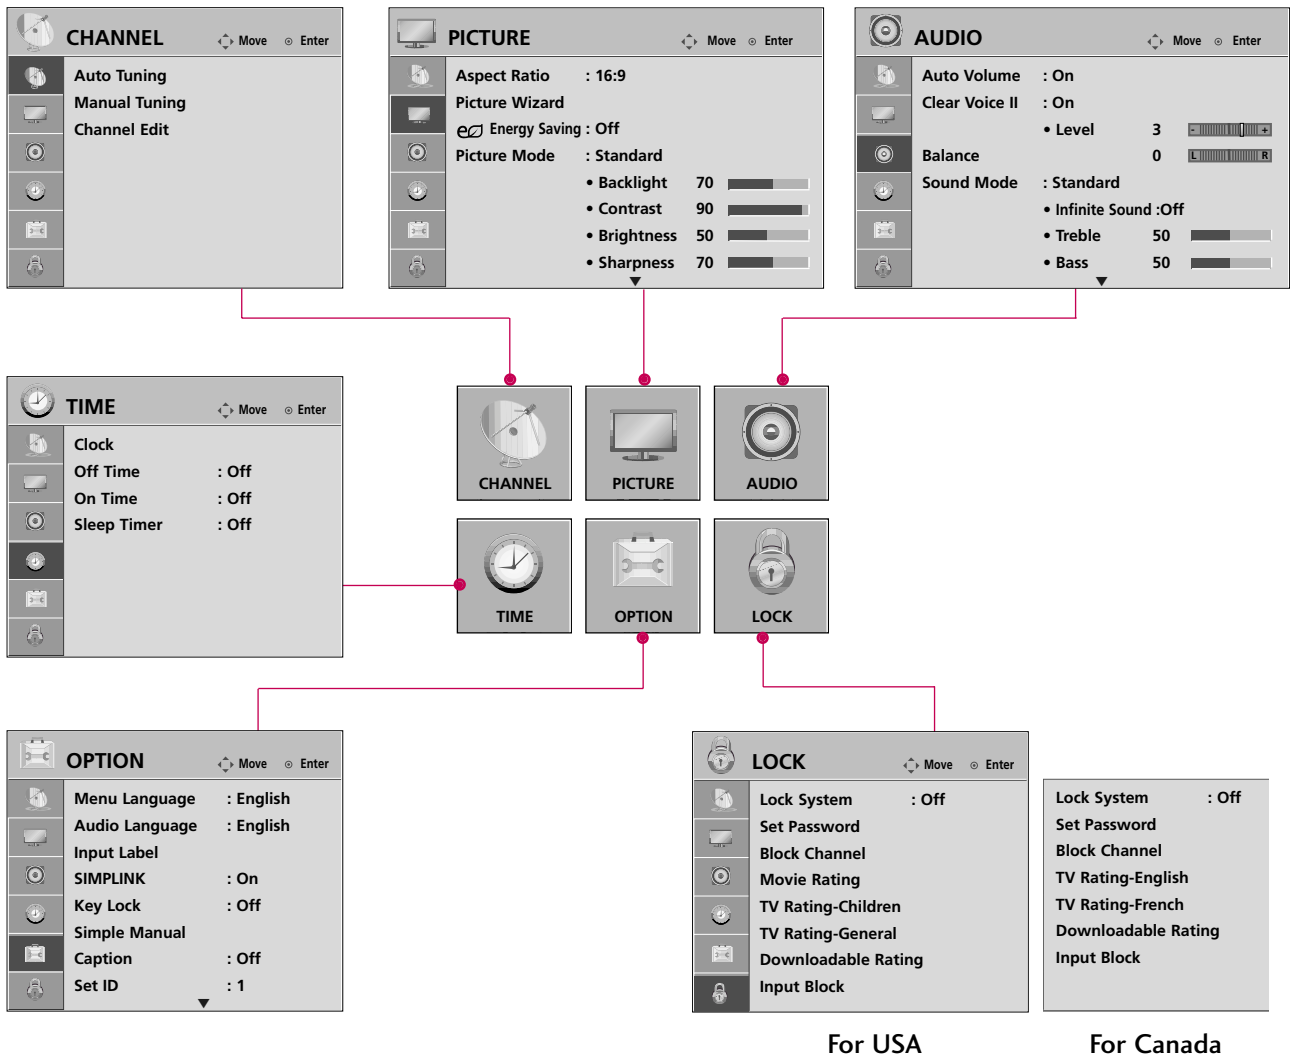 CHANNEL Move Enter
Auto Tuning
Manual Tuning
Channel Edit
PICTURE Move Enter
Aspect Ratio : 16:9
Picture Wizard
Energy Saving : Off
Picture Mode : Standard
• Backlight 70
• Contrast 90
• Brightness 50
• Sharpness 70
AUDIO Move Enter
Auto Volume : On
Clear Voice II : On
• Level 3 - +
Balance 0 L R
Sound Mode : Standard
• Infinite Sound :Off
• Treble 50
• Bass 50
TIME Move Enter
Clock
Off Time : Off
On Time : Off
Sleep Timer : Off
CHANNEL
PICTURE
AUDIO
TIME
OPTION
LOCK
OPTION Move Enter
Menu Language : English
Audio Language : English
Input Label
SIMPLINK : On
Key Lock : Off
Simple Manual
Caption : Off
Set ID : 1
LOCK Move Enter
Lock System : Off
Set Password
Block Channel
Movie Rating
TV Rating-Children
TV Rating-General
Downloadable Rating
Input Block
For USA
Lock System : Off
Set Password
Block Channel
TV Rating-English
TV Rating-French
Downloadable Rating
Input Block
For Canada